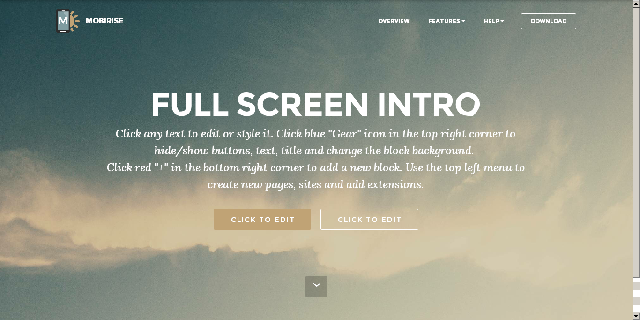 M MOBIRISE OVERVIEW FEATURES HELP DOWNLOAD
FULL SCREEN INTRO
Click any text to edit or style it. Click blue "Gear" icon in the top right corner to
hide/show buttons, text, title and change the block background.
Click red "+" in the bottom right corner to add a new block. Use the top left menu to
create new pages, sites and add extensions.
CLICK TO EDIT CLICK TO EDIT